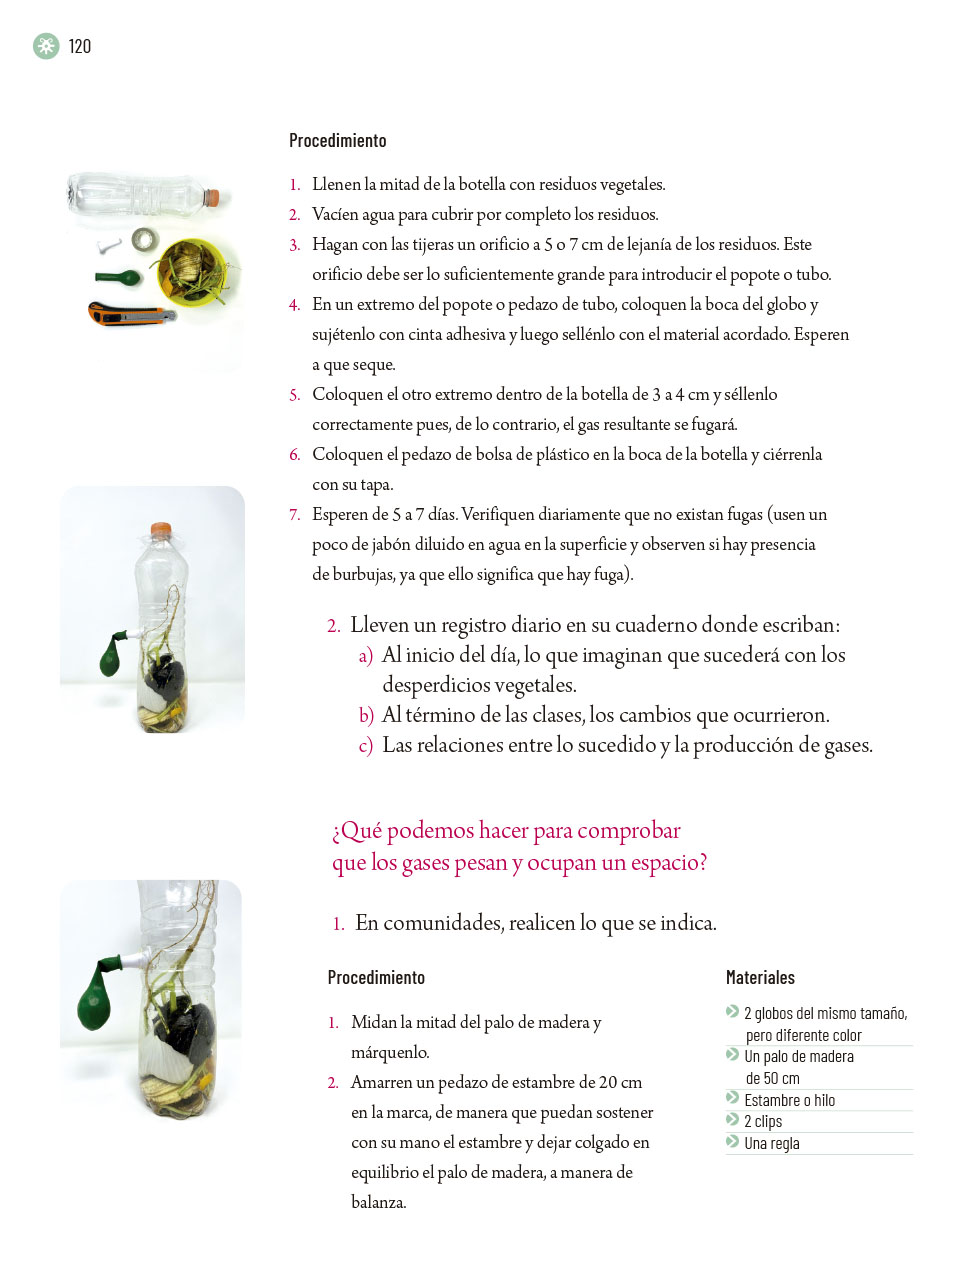 120
Procedimiento
1. Llenen la mitad de la botella con residuos vegetales.
2. Vacíen agua para cubrir por completo los residuos.
3. Hagan con las tijeras un orificio a 5 o 7 cm de lejanía de los residuos. Este
orificio debe ser lo suficientemente grande para introducir el popote o tubo.
4. En un extremo del popote o pedazo de tubo, coloquen la boca del globo y
sujétenlo con cinta adhesiva y luego sellénlo con el material acordado. Esperen
a que seque.
5. Coloquen el otro extremo dentro de la botella de 3 a 4 cm y séllenlo
correctamente pues, de lo contrario, el gas resultante se fugará.
6. Coloquen el pedazo de bolsa de plástico en la boca de la botella y ciérrenla
con su tapa.
7. Esperen de 5 a 7 días. Verifiquen diariamente que no existan fugas (usen un
poco de jabón diluido en agua en la superficie y observen si hay presencia
de burbujas, ya que ello significa que hay fuga).
2. Lleven un registro diario en su cuaderno donde escriban:
a) Al inicio del día, lo que imaginan que sucederá con los
desperdicios vegetales.
b) Al término de las clases, los cambios que ocurrieron.
c) Las relaciones entre lo sucedido y la producción de gases.
¿Qué podemos hacer para comprobar
que los gases pesan y ocupan un espacio?
1. En comunidades, realicen lo que se indica.
Procedimiento
1. Midan la mitad del palo de madera y
márquenlo.
2. Amarren un pedazo de estambre de 20 cm
en la marca, de manera que puedan sostener
con su mano el estambre y dejar colgado en
equilibrio el palo de madera, a manera de
balanza.
Materiales
2 globos del mismo tamaño,
pero diferente color
Un palo de madera
de 50 cm
Estambre o hilo
2 clips
Una regla